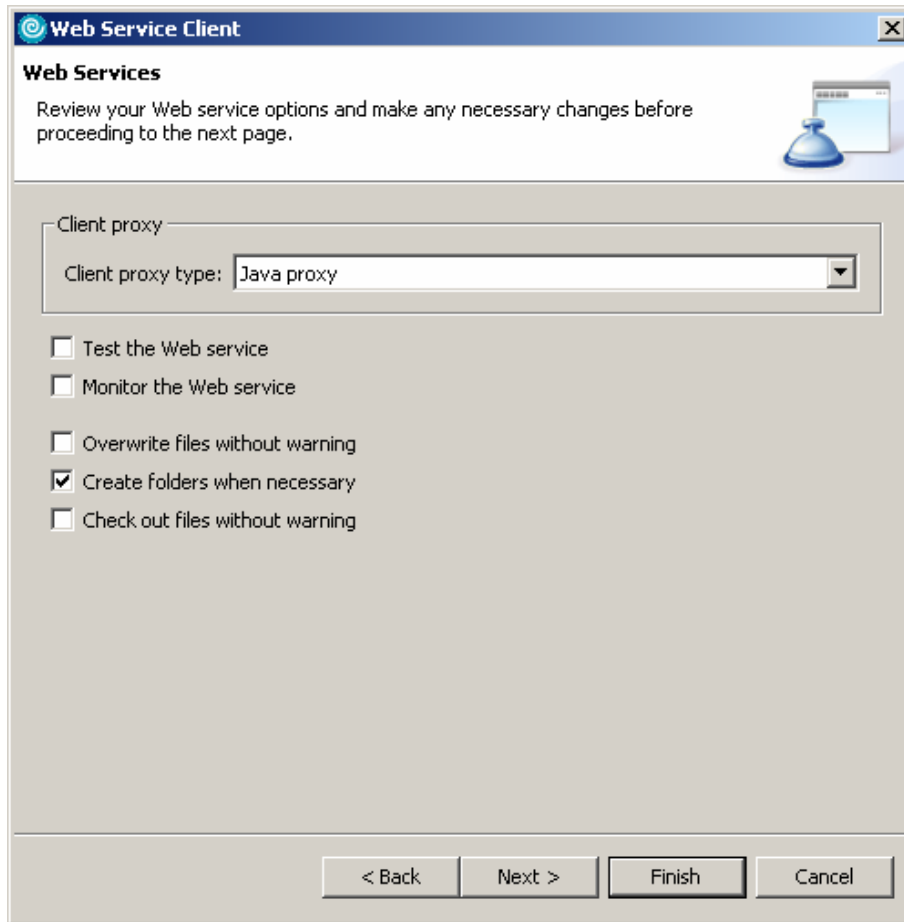 Web Service Client
Web Services
Review your Web service options and make any necessary changes before
proceeding to the next page.
Client proxy
Client proxy type: Java proxy
Test the Web service
Monitor the Web service
Overwrite files without warning
Create folders when necessary
Check out files without warning
< Back Next > Finish Cancel